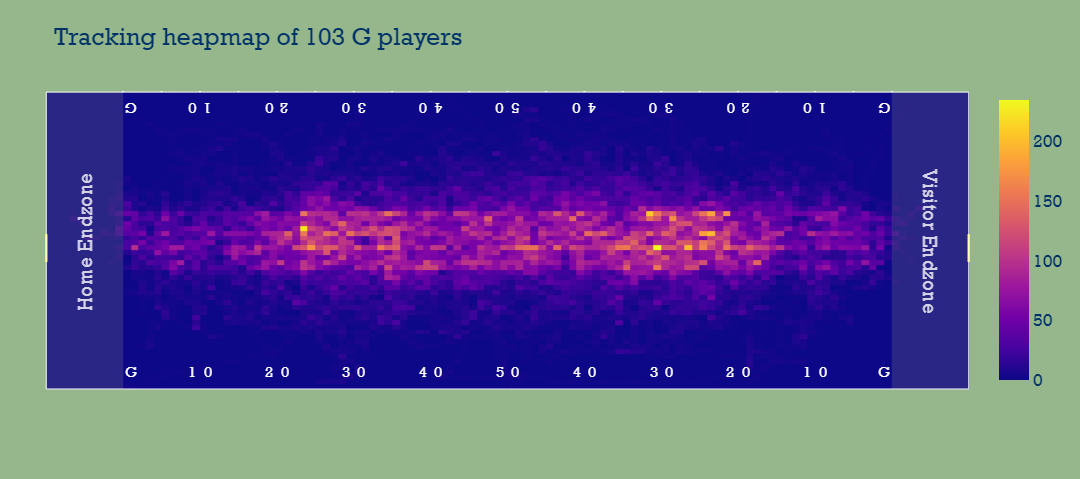 Tracking heapmap of 103 G players
G 10 20 30 40 50 40 30 20 10 G
Home Endzone
Visitor Endzone
G 10 20 30 40 50 40 30 20 10 G
200
150
100
50
0